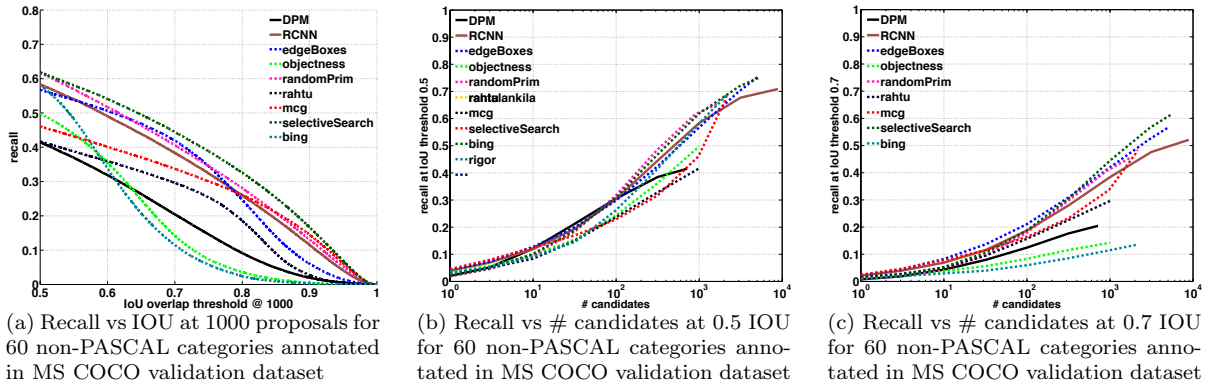 1
0.9
0.8
0.7
0.6
0.5
0.4
0.3
0.2
0.1
0
recall
DPM
RCNN
edgeBoxes
objectness
randomPrim
rahtu
mcg
selectiveSearch
bing
0.5 0.6 0.7 0.8 0.9 1
IoU overlap threshold @ 1000
(a) Recall vs IOU at 1000 proposals for
60 non-PASCAL categories annotated
in MS COCO validation dataset
1
0.9
0.8
0.7
0.6
0.5
0.4
0.3
0.2
0.1
0
recall at IoU threshold 0.5
DPM
RCNN
edgeBoxes
objectness
randomPrim
mcg
selectiveSearch
bing
rigor
10^0 10^1 10^2 10^3 10^4
# candidates
(b) Recall vs # candidates at 0.5 IOU
for 60 non-PASCAL categories anno-
tated in MS COCO validation dataset
1
0.9
0.8
0.7
0.6
0.5
0.4
0.3
0.2
0.1
0
recall at IoU threshold 0.7
DPM
RCNN
edgeBoxes
objectness
randomPrim
rahtu
mcg
selectiveSearch
bing
10^0 10^1 10^2 10^3 10^4
# candidates
(c) Recall vs # candidates at 0.7 IOU
for 60 non-PASCAL categories anno-
tated in MS COCO validation dataset